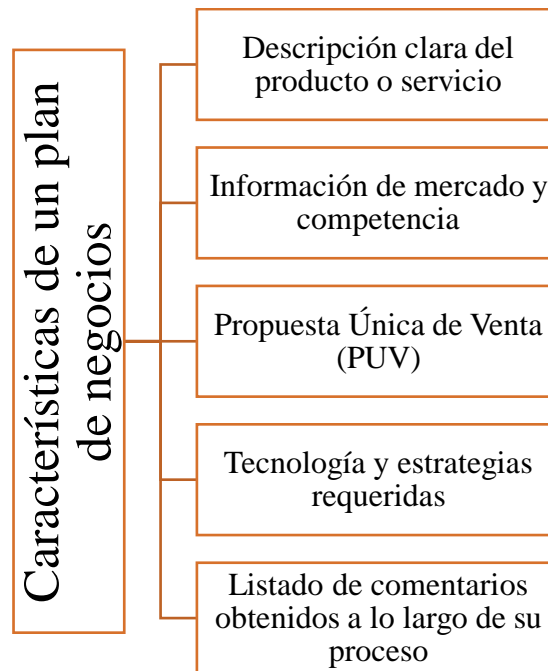 Características de un plan
de negocios
Descripción clara del
producto o servicio
Información de mercado y
competencia
Propuesta Única de Venta
(PUV)
Tecnología y estrategias
requeridas
Listado de comentarios
obtenidos a lo largo de su
proceso